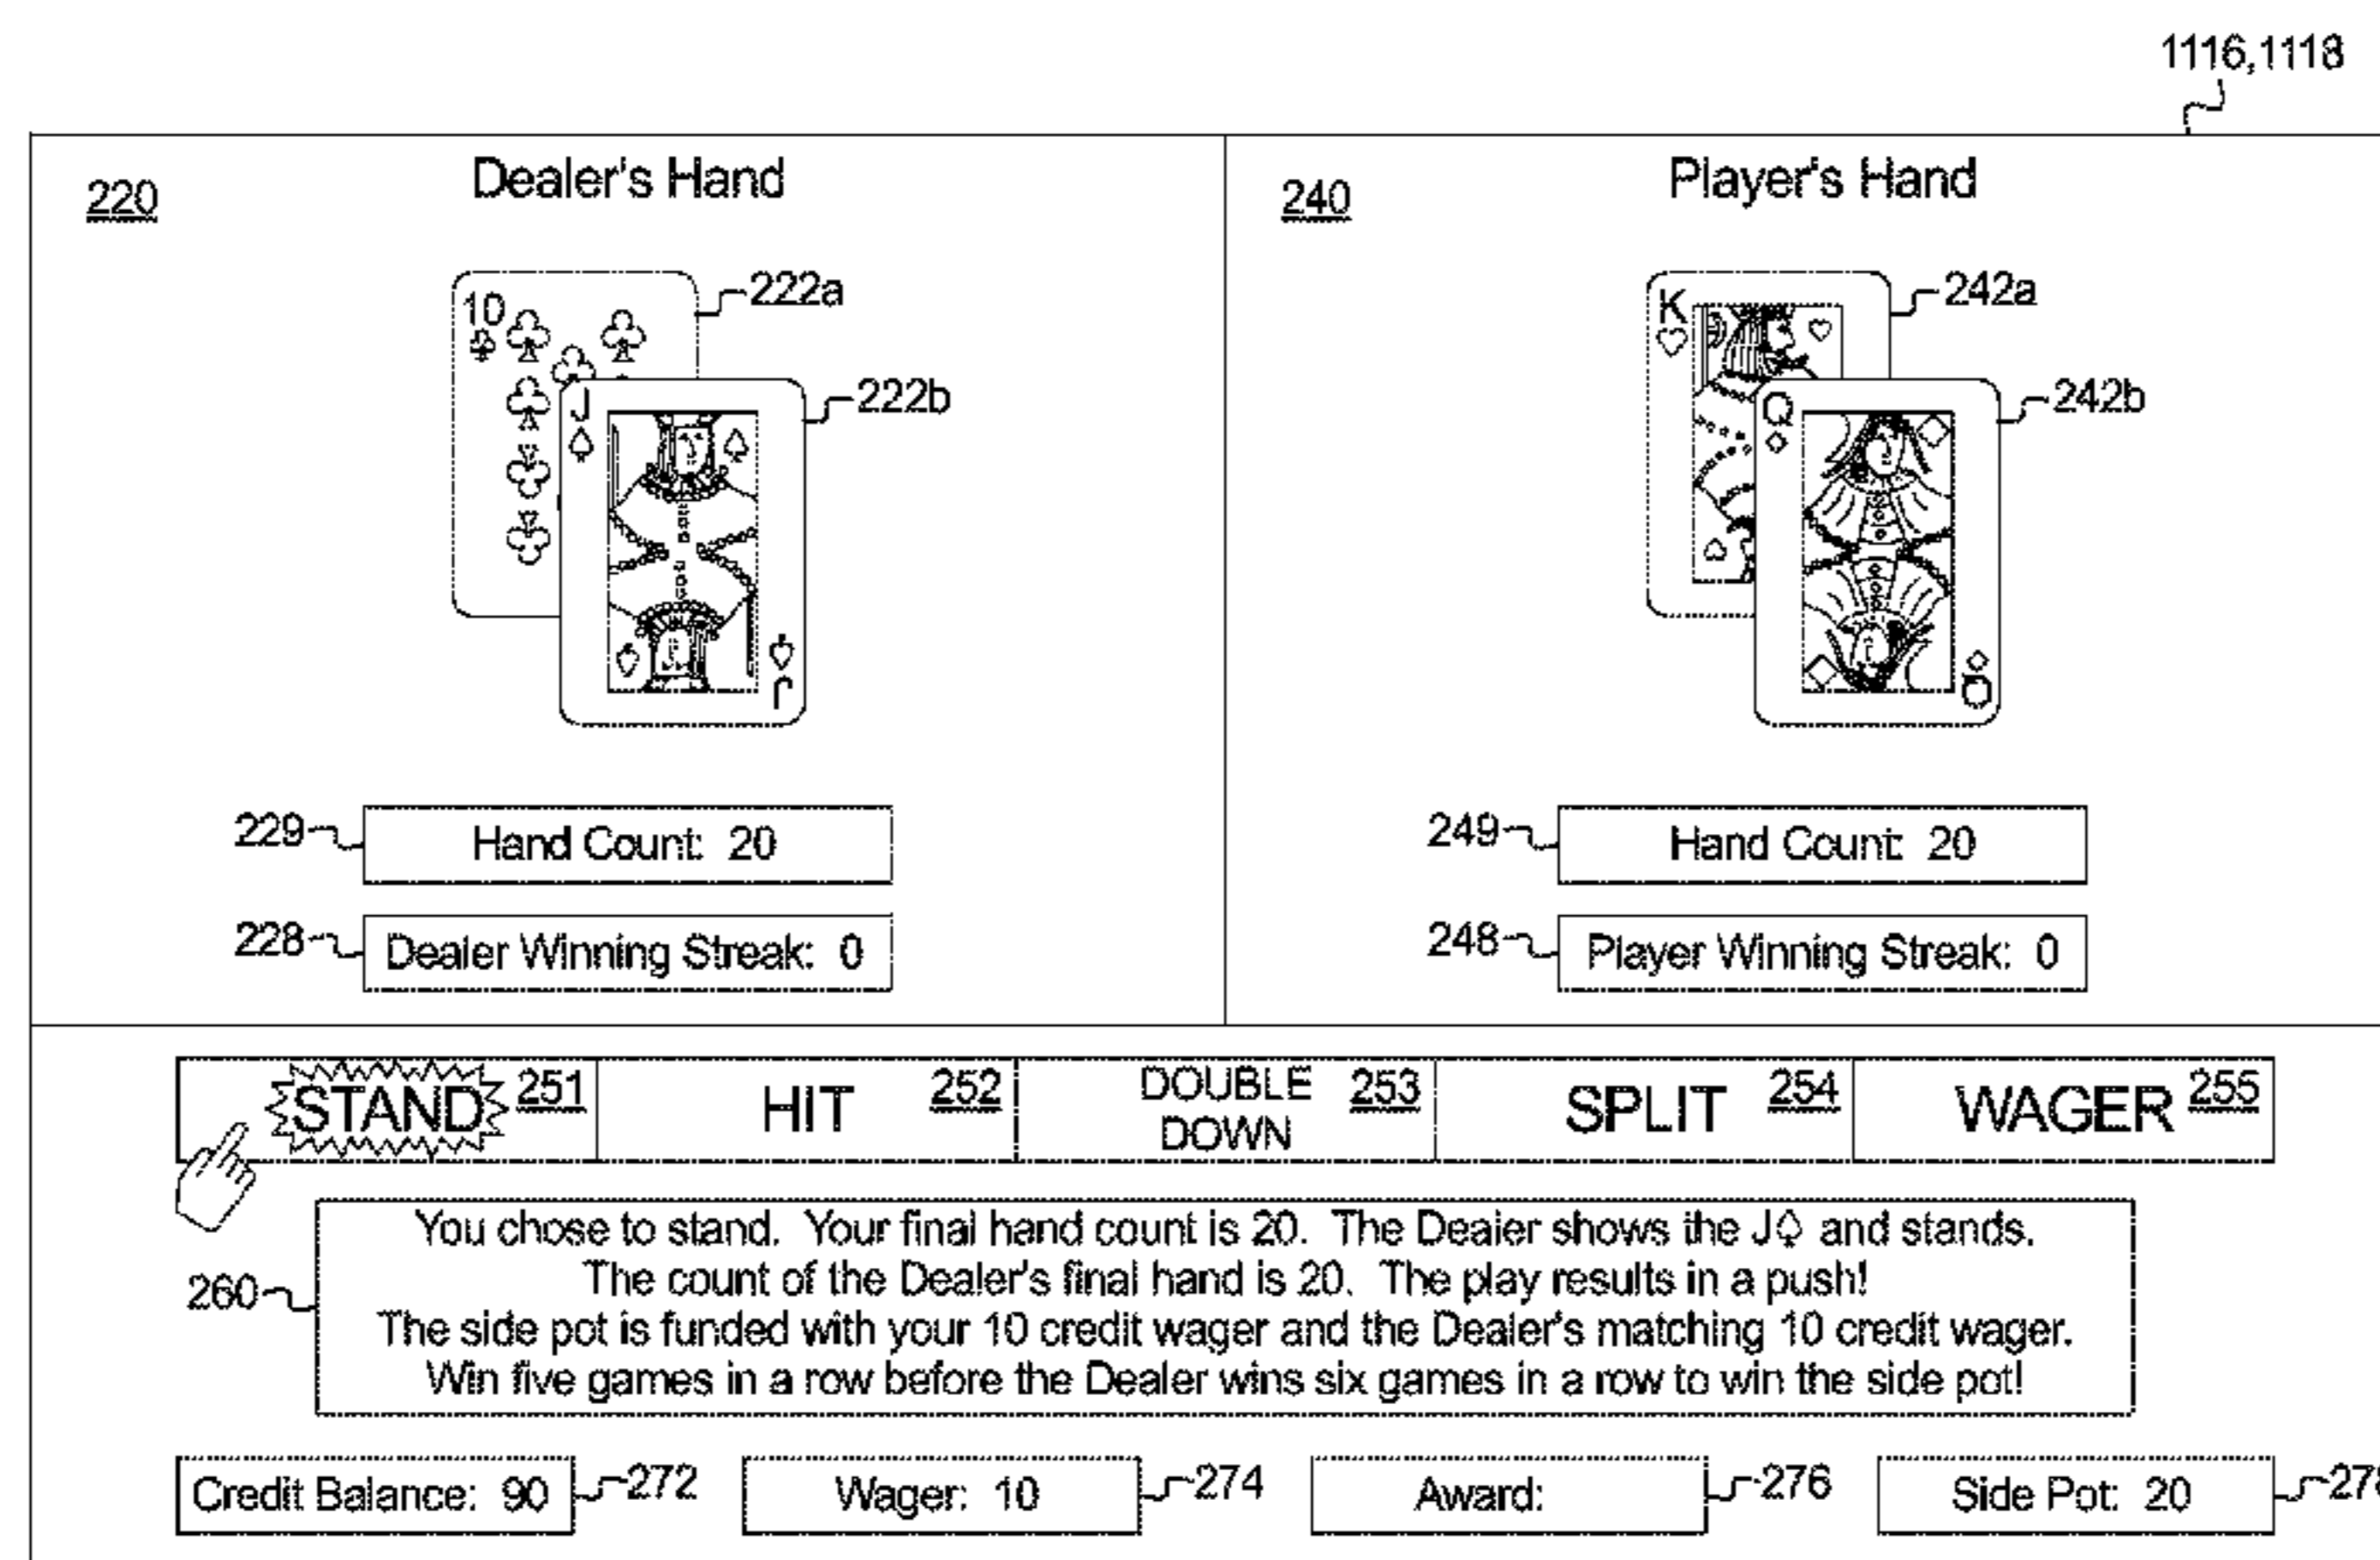 1116,1118
220
Dealer's Hand
240
Player's Hand
10
222a
J
222b
J
K
242a
Q
242b
Q
229
Hand Count: 20
249
Hand Count: 20
228
Dealer Winning Streak: 0
248
Player Winning Streak: 0
STAND 251
HIT 252
DOUBLE
DOWN
253
SPLIT 254
WAGER 255
You chose to stand. Your final hand count is 20. The Dealer shows the J♤ and stands.
The count of the Dealer's final hand is 20. The play results in a push!
260
The side pot is funded with your 10 credit wager and the Dealer's matching 10 credit wager.
Win five games in a row before the Dealer wins six games in a row to win the side pot!
Credit Balance: 90
272
Wager: 10
274
Award:
276
Side Pot: 20
278